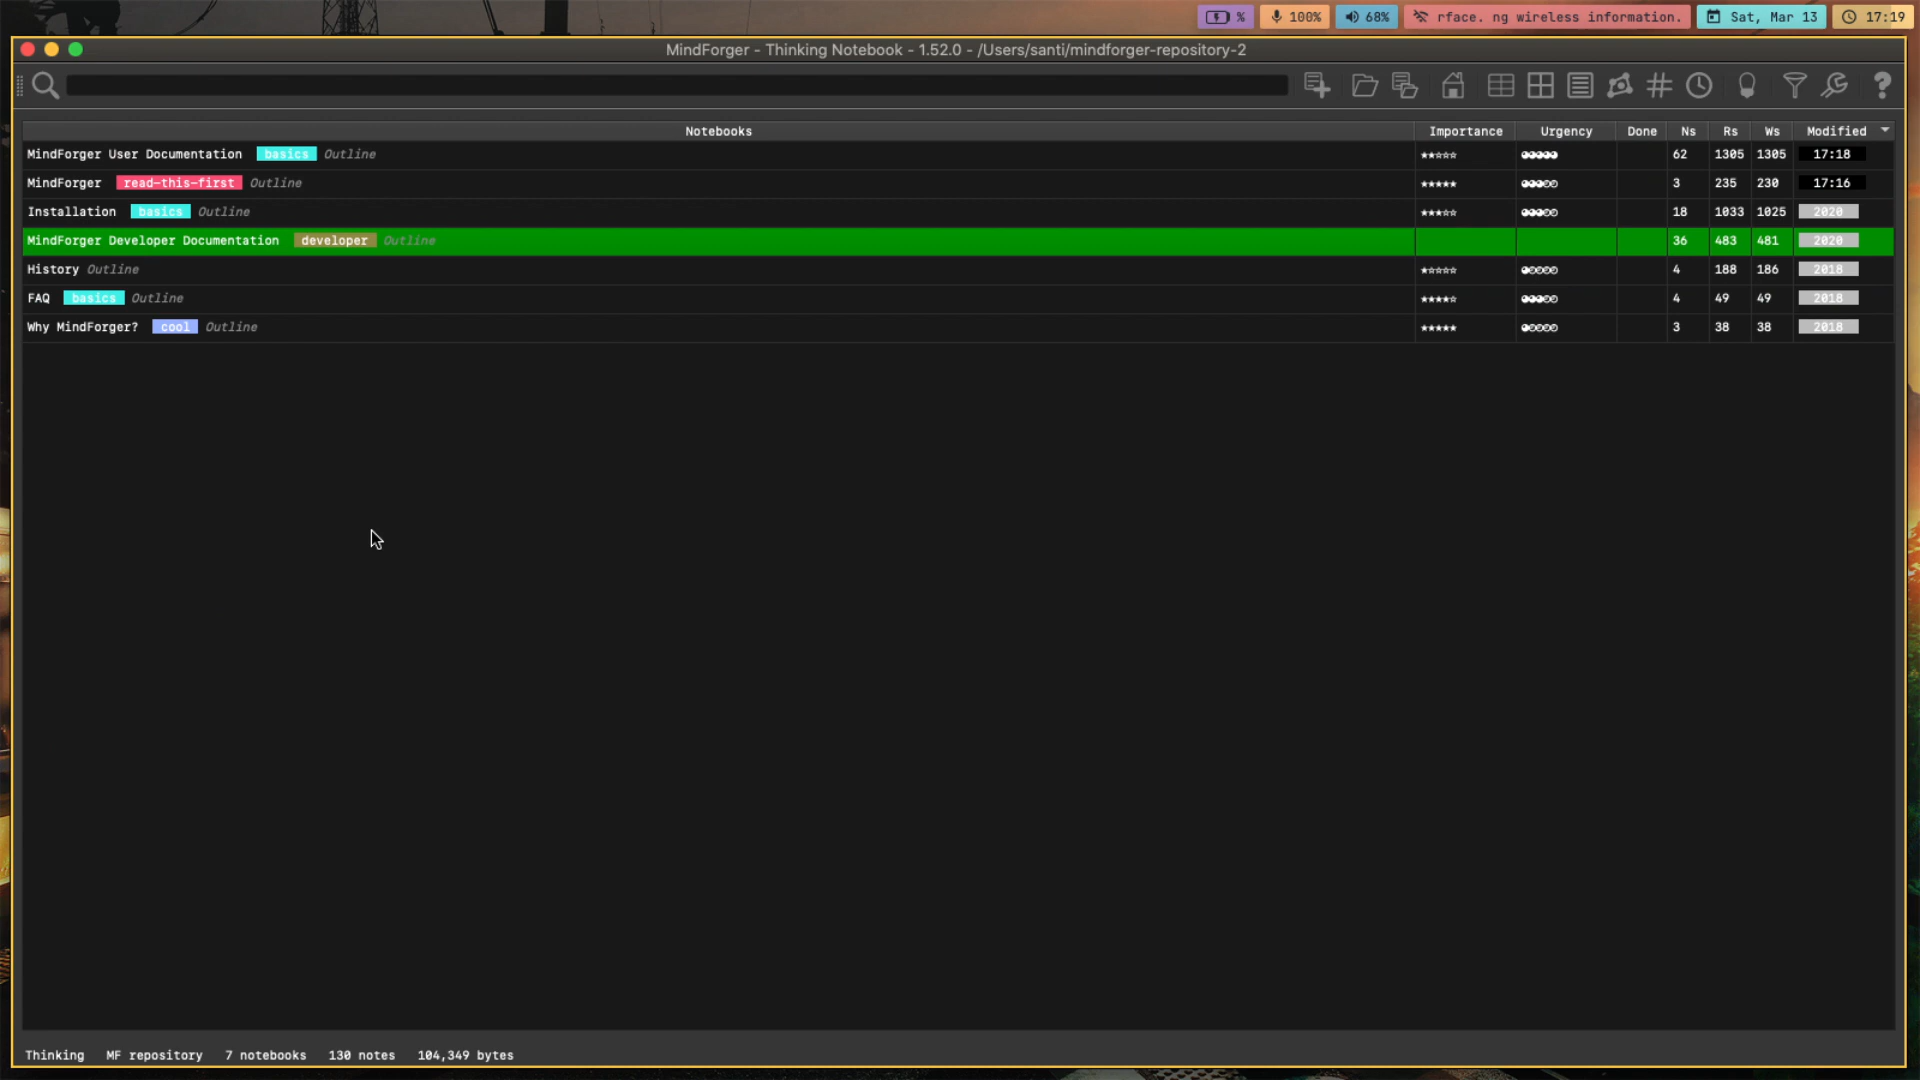 % 100% 68% rface. ng wireless information. Sat, Mar 13 17:19
MindForger - Thinking Notebook - 1.52.0 - /Users/santi/mindforger-repository-2
Notebooks Importance Urgency Done Ns Rs Ws Modified
MindForger User Documentation basics Outline ★★☆☆☆ 62 1305 1305 17:18
MindForger read-this-first Outline ★★★★★ 3 235 230 17:16
Installation basics Outline ★★★☆☆ 18 1033 1025 2020
MindForger Developer Documentation developer Outline 36 483 481 2020
History Outline ★☆☆☆☆ 4 188 186 2018
FAQ basics Outline ★★★★☆ 4 49 49 2018
Why MindForger? cool Outline ★★★★★ 3 38 38 2018
Thinking MF repository 7 notebooks 130 notes 104,349 bytes